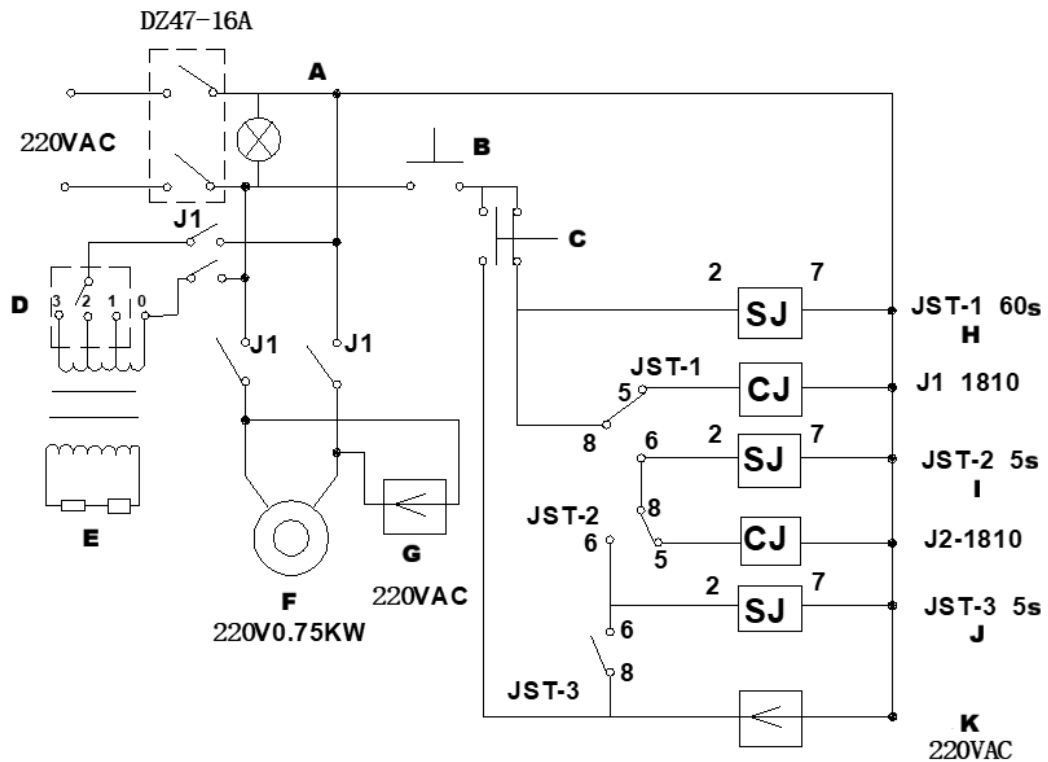 DZ47-16A
A
220VAC
B
J1
C
D
3 2 1 0
2 7
SJ
JST-1 60s
H
J1
J1
JST-1
5
8
CJ
J1 1810
6
2 7
SJ
JST-2 5s
I
E
JST-2
6
8
5
CJ
J2-1810
G
220VAC
F
220V0.75KW
2 7
SJ
JST-3 5s
J
6
8
JST-3
K
220VAC